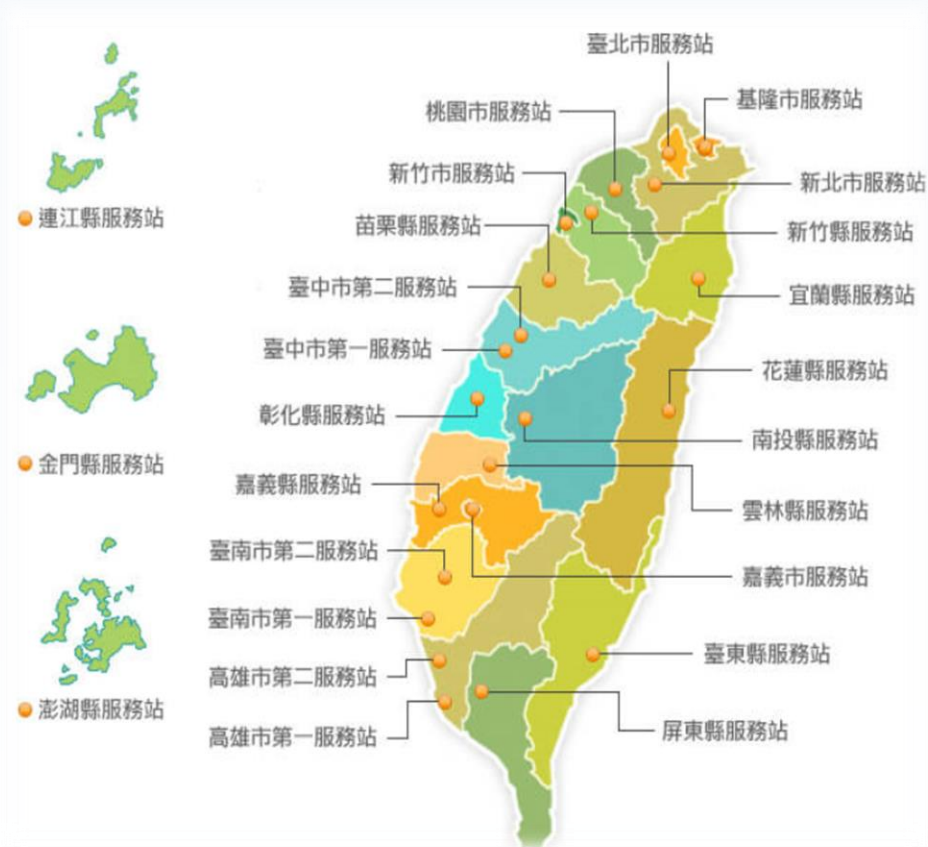 臺北市服務站
基隆市服務站
桃園市服務站
新竹市服務站
新北市服務站
連江縣服務站
苗栗縣服務站
新竹縣服務站
臺中市第二服務站
宜蘭縣服務站
臺中市第一服務站
花蓮縣服務站
彰化縣服務站
南投縣服務站
金門縣服務站
嘉義縣服務站
雲林縣服務站
臺南市第二服務站
嘉義市服務站
臺南市第一服務站
臺東縣服務站
高雄市第二服務站
澎湖縣服務站
屏東縣服務站
高雄市第一服務站